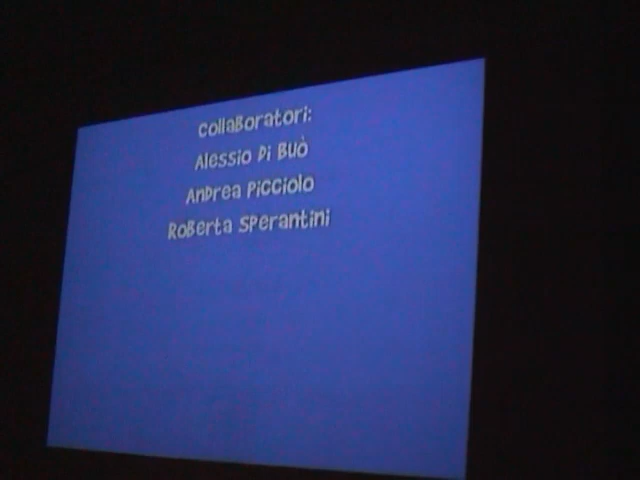 Collaboratori:
Alessio Di Buò
Andrea Picciolo
Roberta Sperantini